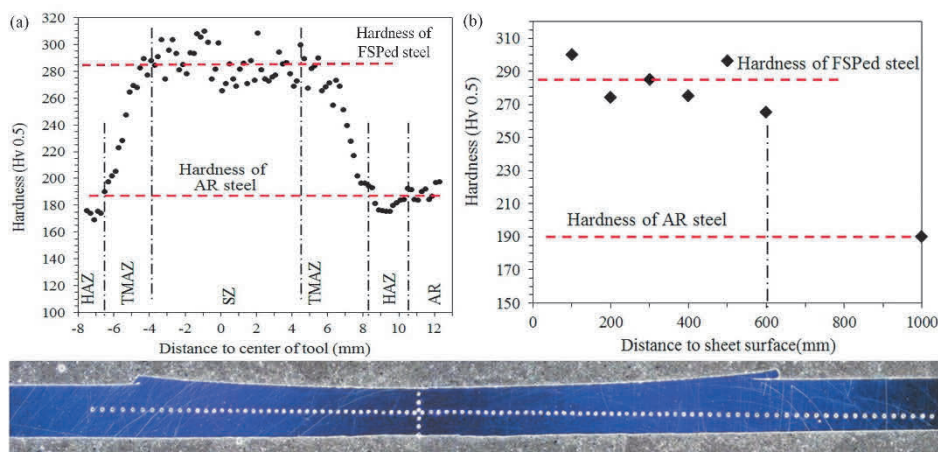 (a)
Hardness (Hv 0.5)
320
300
280
260
240
220
200
180
160
140
120
100
Hardness of
FSPed steel
Hardness of
AR steel
HAZ
TMAZ
SZ
TMAZ
HAZ
AR
-8 -6 -4 -2 0 2 4 6 8 10 12
Distance to center of tool (mm)
(b)
Hardness (Hv 0.5)
310
290
270
250
230
210
190
170
150
Hardness of FSPed steel
Hardness of AR steel
0 200 400 600 800 1000
Distance to sheet surface(mm)